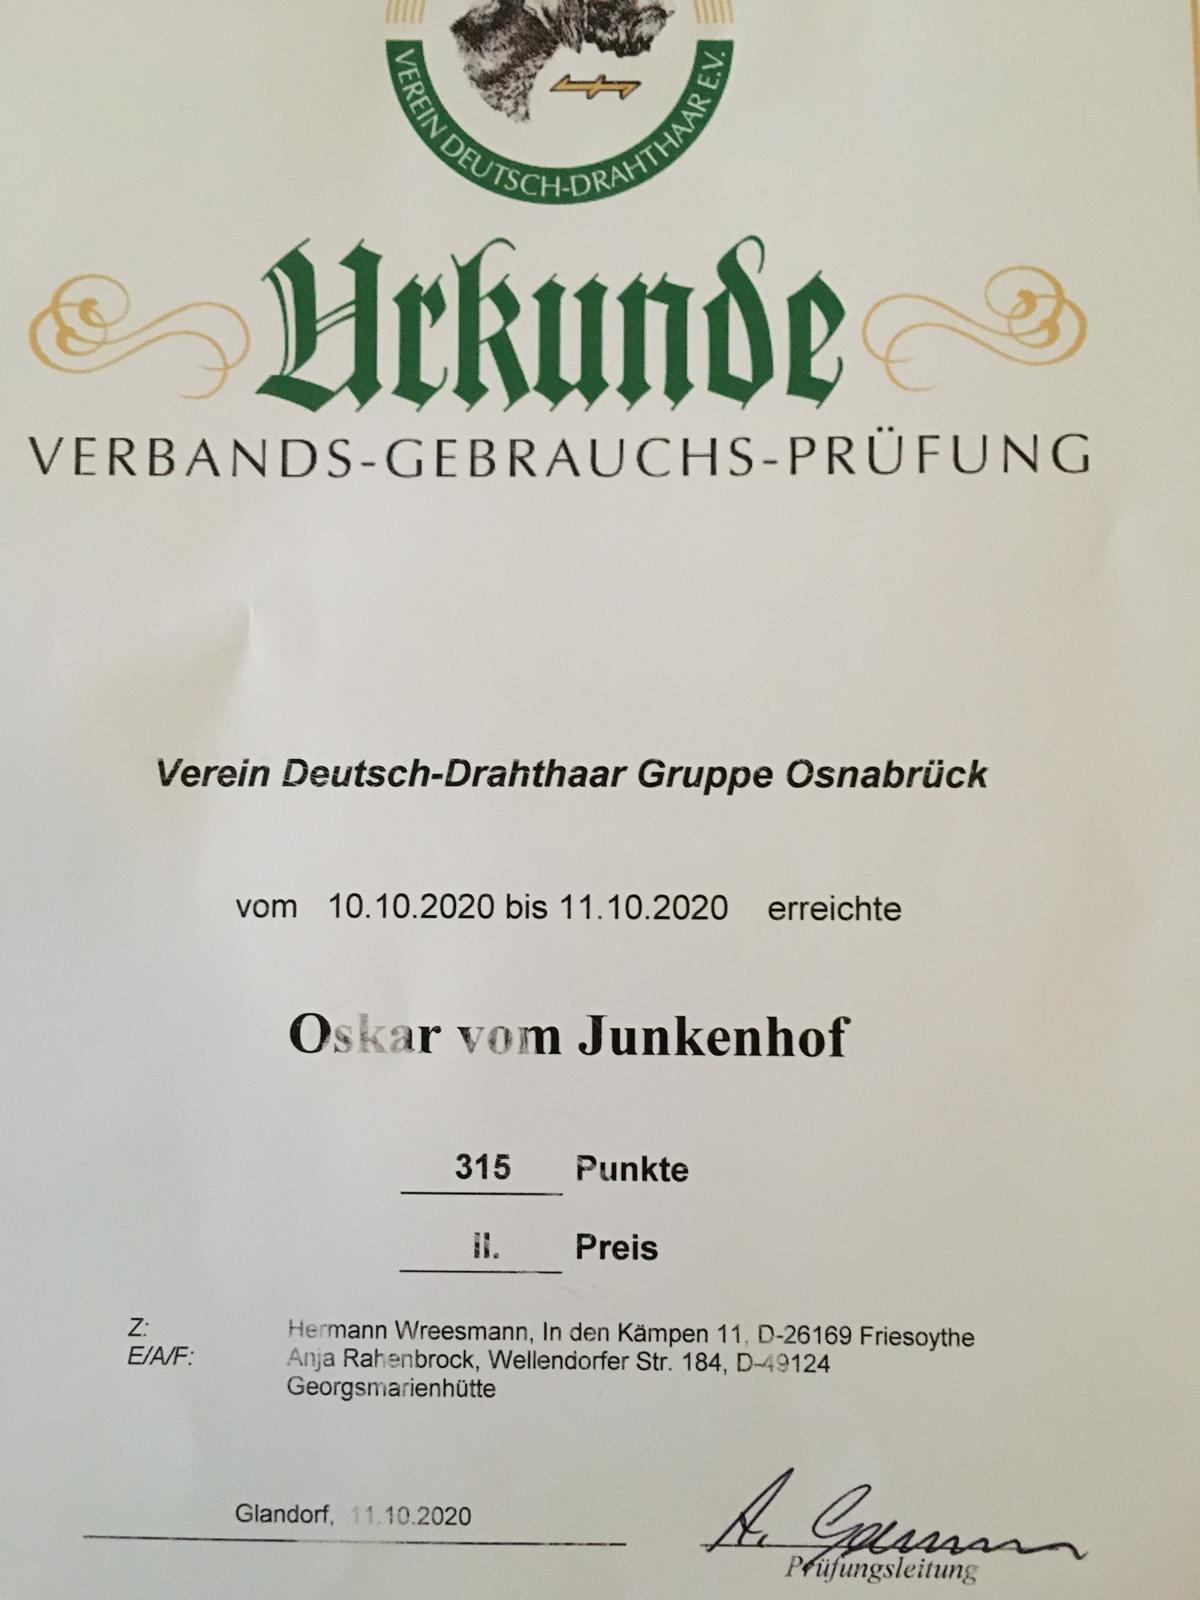 VEREIN DEUTSCH-DRAHTHAAR E.V.
Urkunde
VERBANDS-GEBRAUCHS-PRÜFUNG
Verein Deutsch-Drahthaar Gruppe Osnabrück
vom 10.10.2020 bis 11.10.2020 erreichte
Oskar vom Junkenhof
315 Punkte
II. Preis
Z: Hermann Wreesmann, In den Kämpen 11, D-26169 Friesoythe
E/A/F: Anja Rahenbrock, Wellendorfer Str. 184, D-49124
Georgsmarienhütte
Glandorf, 11.10.2020
A.
Prüfungsleitung